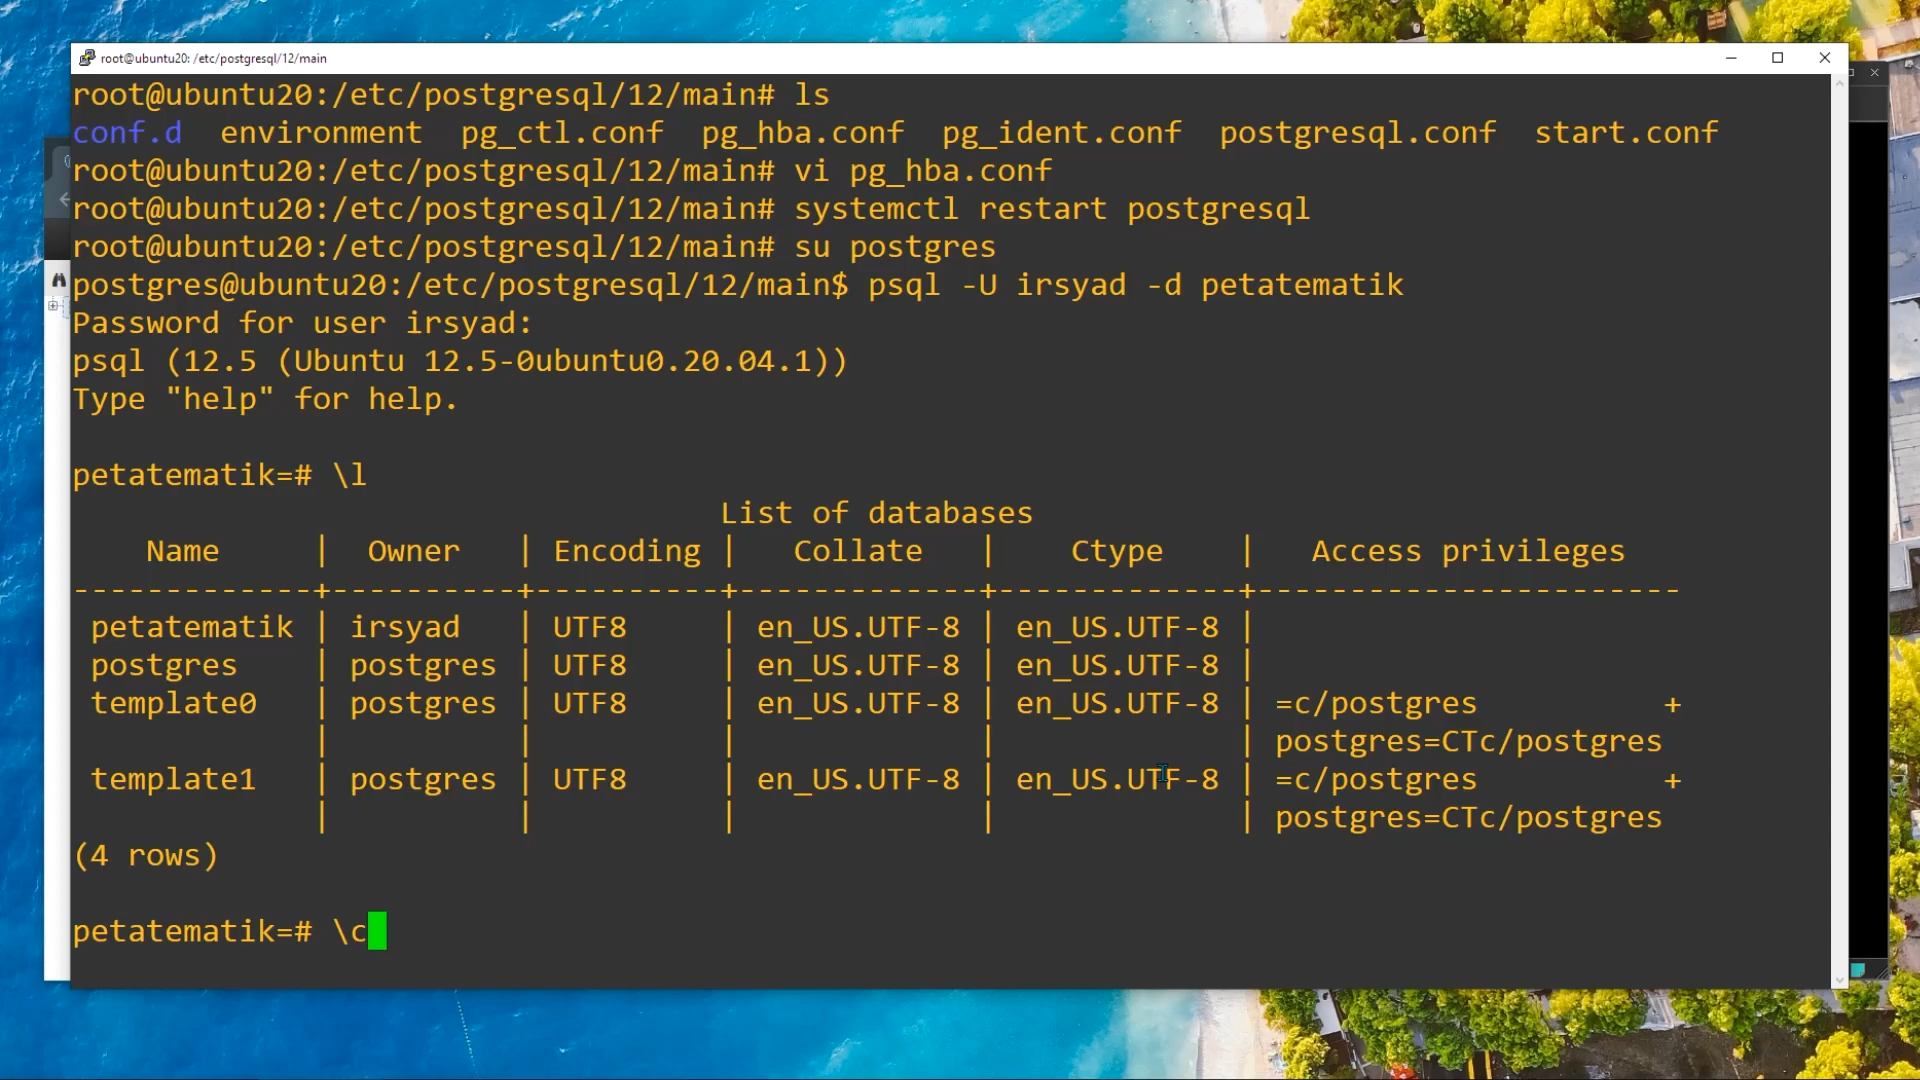 root@ubuntu20: /etc/postgresql/12/main
root@ubuntu20:/etc/postgresql/12/main# ls
conf.d  environment  pg_ctl.conf  pg_hba.conf  pg_ident.conf  postgresql.conf  start.conf
root@ubuntu20:/etc/postgresql/12/main# vi pg_hba.conf
root@ubuntu20:/etc/postgresql/12/main# systemctl restart postgresql
root@ubuntu20:/etc/postgresql/12/main# su postgres
postgres@ubuntu20:/etc/postgresql/12/main$ psql -U irsyad -d petatematik
Password for user irsyad:
psql (12.5 (Ubuntu 12.5-0ubuntu0.20.04.1))
Type "help" for help.
petatematik=# \l
List of databases
Name | Owner | Encoding | Collate | Ctype | Access privileges
-------------+----------+----------+-------------+-------------+-----------------------
petatematik | irsyad | UTF8 | en_US.UTF-8 | en_US.UTF-8 |
postgres | postgres | UTF8 | en_US.UTF-8 | en_US.UTF-8 |
template0 | postgres | UTF8 | en_US.UTF-8 | en_US.UTF-8 | =c/postgres +
| | | | | postgres=CTc/postgres
template1 | postgres | UTF8 | en_US.UTF-8 | en_US.UTF-8 | =c/postgres +
| | | | | postgres=CTc/postgres
(4 rows)
petatematik=# \c